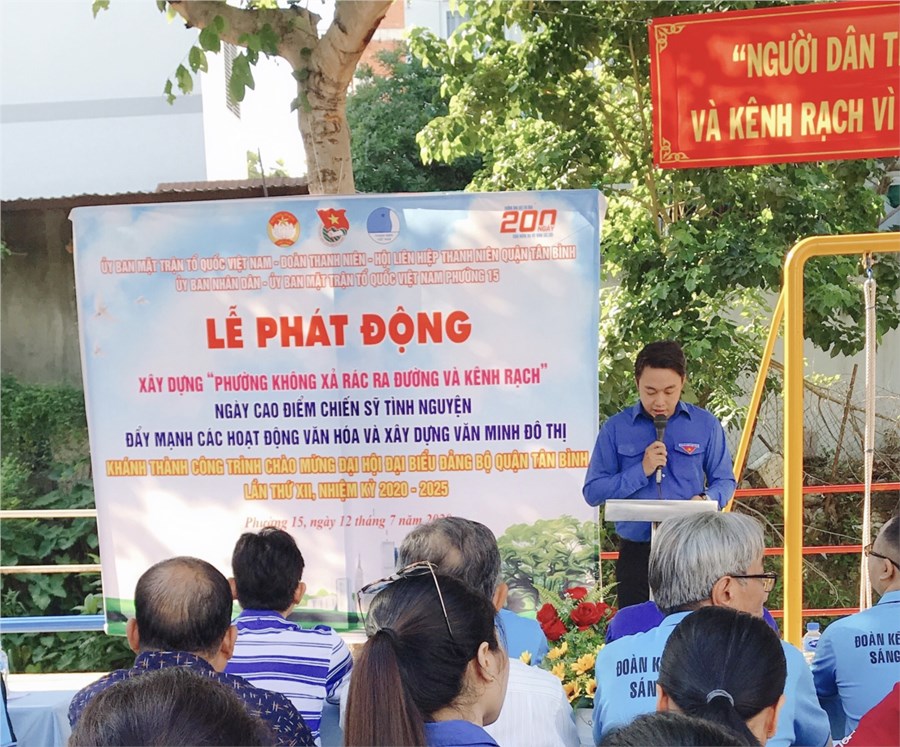 “NGƯỜI DÂN T
VÀ KÊNH RẠCH VÌ
200
NGÀY
ỦY BAN MẶT TRẬN TỔ QUỐC VIỆT NAM - ĐOÀN THANH NIÊN - HỘI LIÊN HIỆP THANH NIÊN QUẬN TÂN BÌNH
ỦY BAN NHÂN DÂN - ỦY BAN MẶT TRẬN TỔ QUỐC VIỆT NAM PHƯỜNG 15
LỄ PHÁT ĐỘNG
XÂY DỰNG “PHƯỜNG KHÔNG XẢ RÁC RA ĐƯỜNG VÀ KÊNH RẠCH”
NGÀY CAO ĐIỂM CHIẾN SỸ TÌNH NGUYỆN
ĐẨY MẠNH CÁC HOẠT ĐỘNG VĂN HÓA VÀ XÂY DỰNG VĂN MINH ĐÔ THỊ
KHÁNH THÀNH CÔNG TRÌNH CHÀO MỪNG ĐẠI HỘI ĐẠI BIỂU ĐẢNG BỘ QUẬN TÂN BÌNH
LẦN THỨ XII, NHIỆM KỲ 2020 - 2025
Phường 15, ngày 12 tháng 7 năm 2020
ĐOÀN KẾ
SÁNG
ĐOÀN KẾ
SÁN